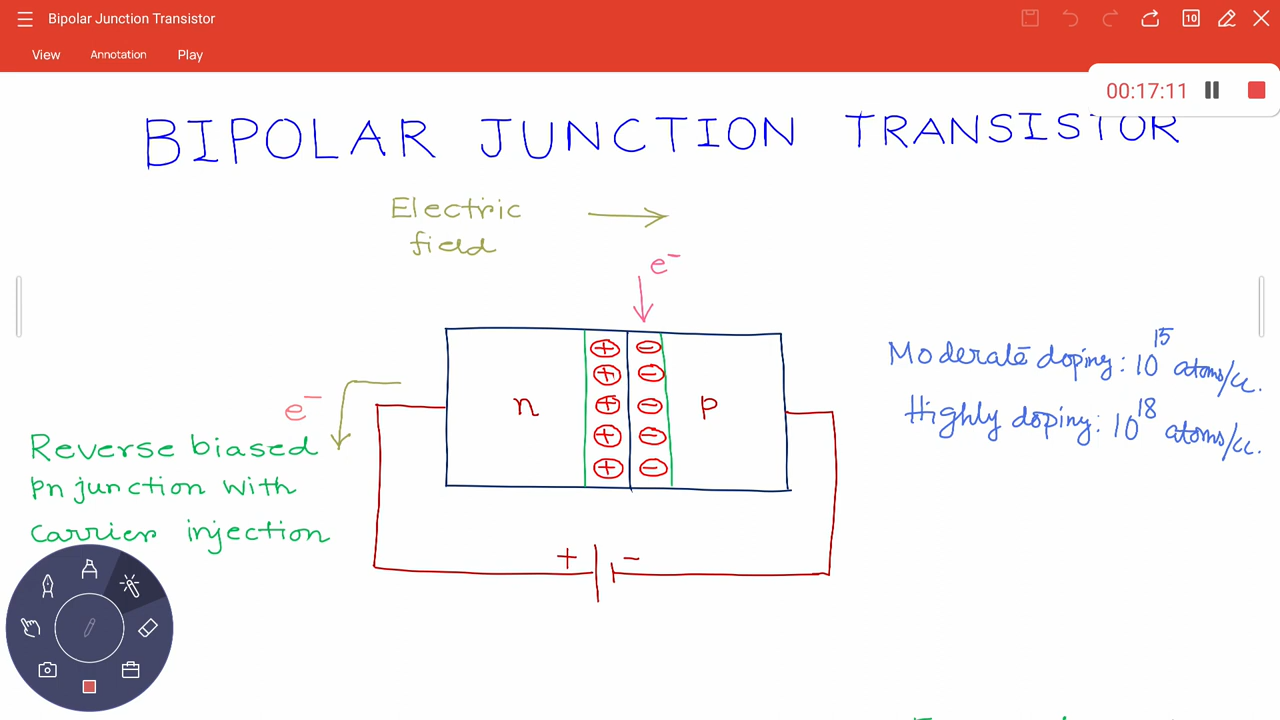 Bipolar Junction Transistor
10
View Annotation Play
00:17:11
BIPOLAR JUNCTION TRANSISTOR
Electric
field
e⁻
Moderate doping: 10¹⁵ atoms/cc.
Highly doping: 10¹⁸ atoms/cc.
+ −
+ −
n + − p
+ −
+ −
e⁻
Reverse biased
pn junction with
carrier injection
+ −